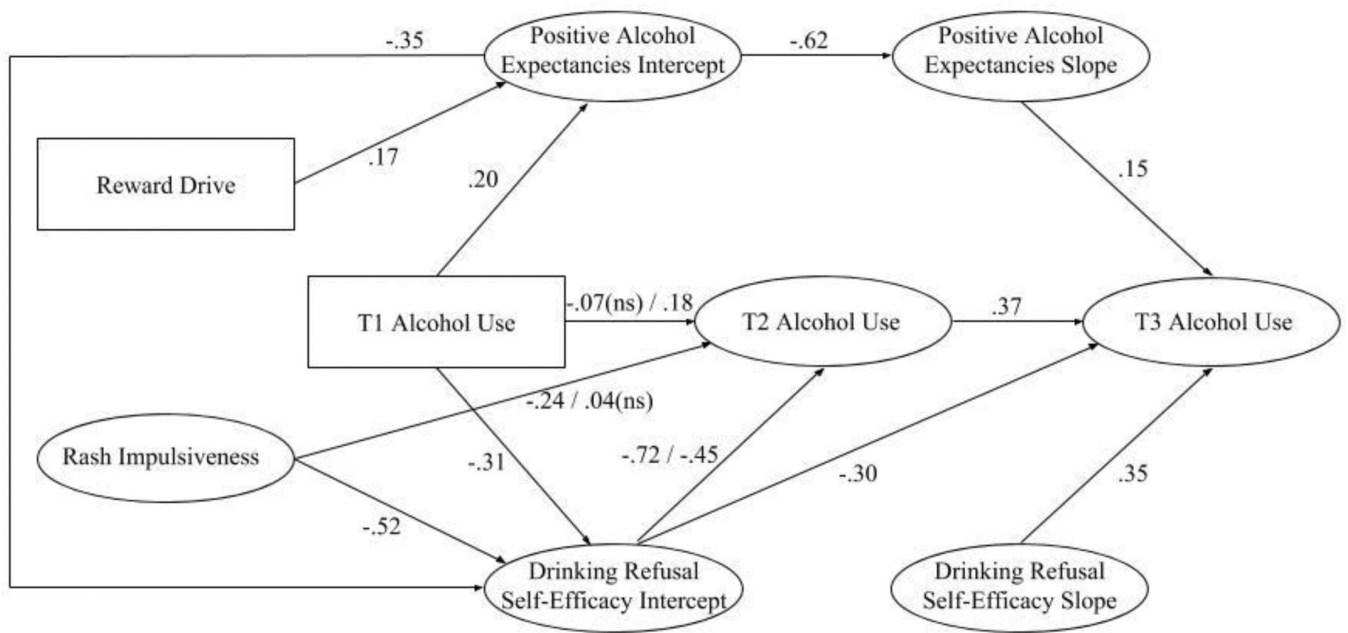 -.35
Positive Alcohol
Expectancies Intercept
-.62
Positive Alcohol
Expectancies Slope
.17
Reward Drive
.20
.15
T1 Alcohol Use
-.07(ns) / .18
T2 Alcohol Use
.37
T3 Alcohol Use
-.24 / .04(ns)
Rash Impulsiveness
-.31
-.72 / -.45
-.30
.35
-.52
Drinking Refusal
Self-Efficacy Intercept
Drinking Refusal
Self-Efficacy Slope